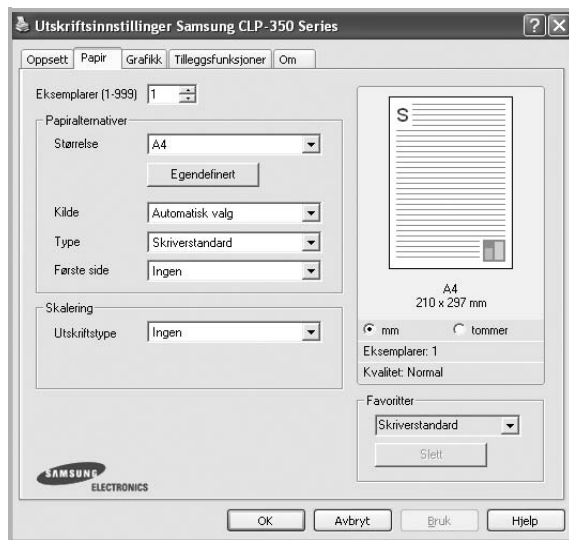 Utskriftsinnstillinger Samsung CLP-350 Series
Oppsett Papir Grafikk Tilleggsfunksjoner Om
Eksemplarer (1-999) 1
Papiralternativer
Størrelse A4
Egendefinert
Kilde Automatisk valg
Type Skriverstandard
Første side Ingen
Skalering
Utskriftstype Ingen
S
A4
210 x 297 mm
mm tommer
Eksemplarer: 1
Kvalitet: Normal
Favoritter
Skriverstandard
Slett
SAMSUNG
ELECTRONICS
OK Avbryt Bruk Hjelp